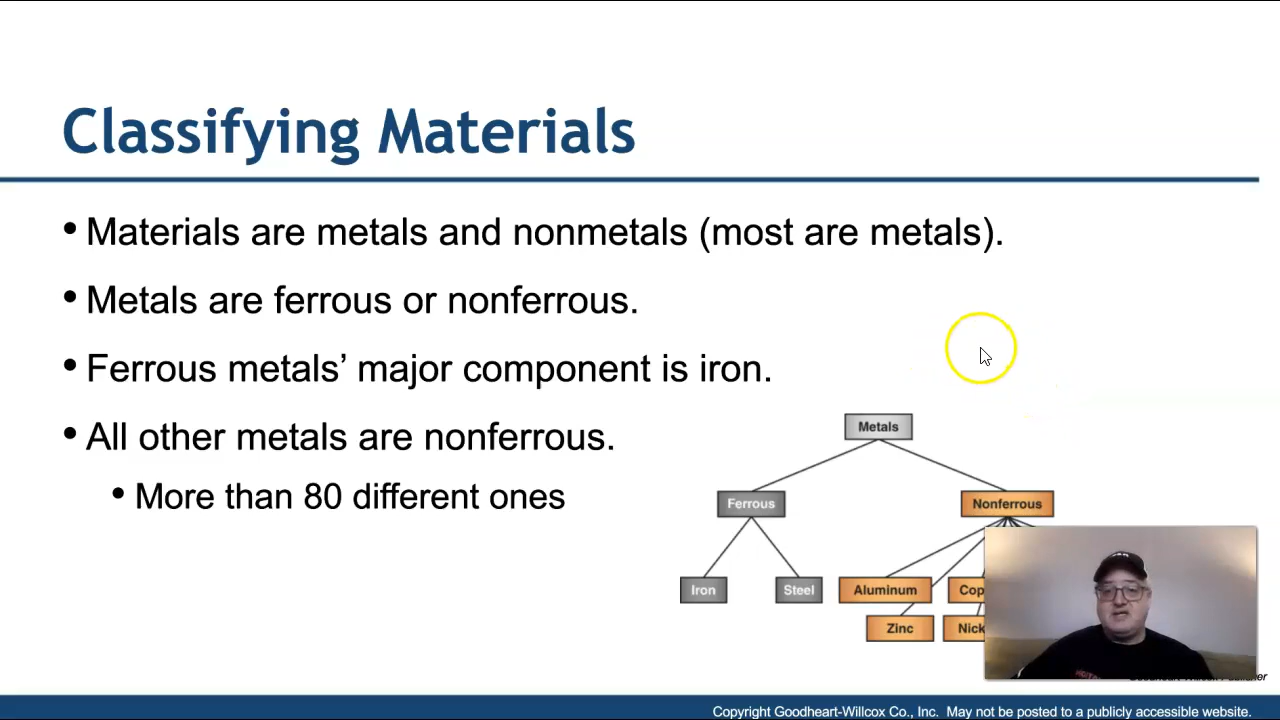 Classifying Materials
• Materials are metals and nonmetals (most are metals).
• Metals are ferrous or nonferrous.
• Ferrous metals’ major component is iron.
• All other metals are nonferrous.
• More than 80 different ones
Metals
Ferrous Nonferrous
Iron Steel Aluminum Cop
Zinc Nick
Copyright Goodheart-Willcox Co., Inc. May not be posted to a publicly accessible website.